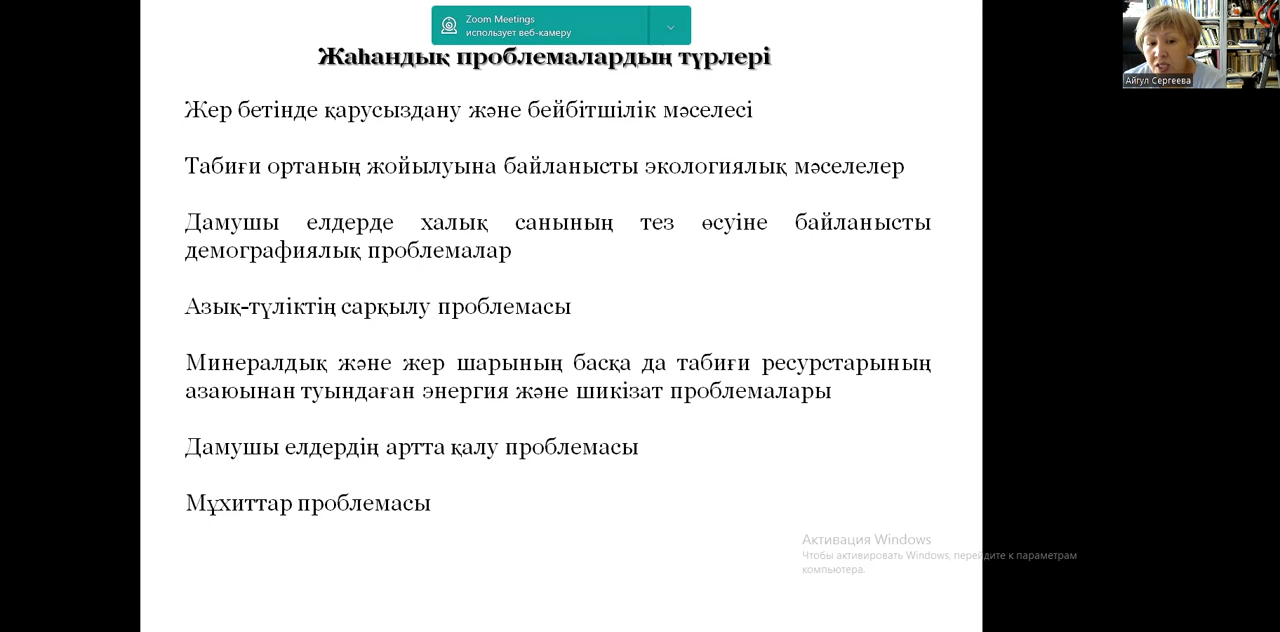 Zoom Meetings
использует веб-камеру
Жаһандық проблемалардың түрлері
Айгул Сергеева
Жер бетінде қарусыздану және бейбітшілік мәселесі
Табиғи ортаның жойылуына байланысты экологиялық мәселелер
Дамушы елдерде халық санының тез өсуіне байланысты
демографиялық проблемалар
Азық-түліктің сарқылу проблемасы
Минералдық және жер шарының басқа да табиғи ресурстарының
азаюынан туындаған энергия және шикізат проблемалары
Дамушы елдердің артта қалу проблемасы
Мұхиттар проблемасы
Активация Windows
Чтобы активировать Windows, перейдите к параметрам
компьютера.